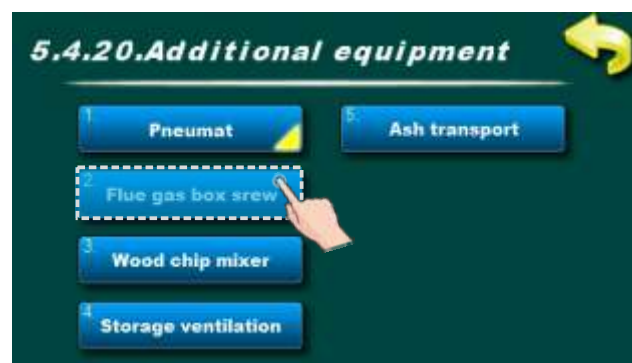 5.4.20.Additional equipment
1 Pneumat
5 Ash transport
2 Flue gas box srew
3 Wood chip mixer
4 Storage ventilation